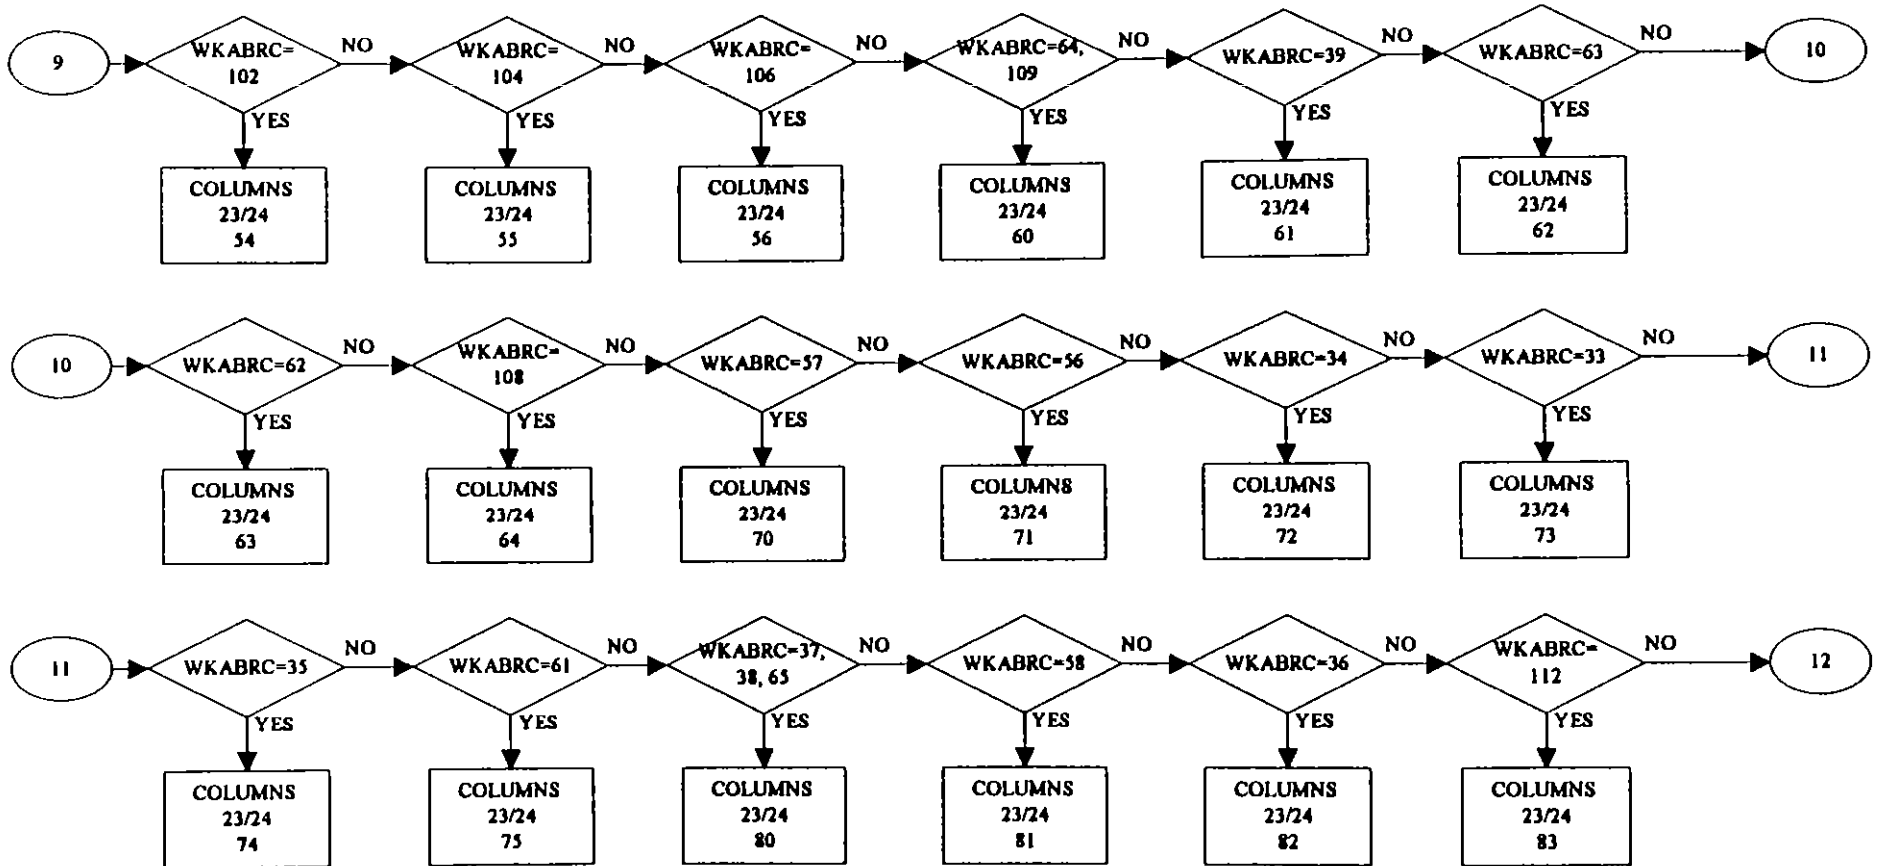 9
WKABRC=
102
NO
WKABRC=
104
NO
WKABRC=
106
NO
WKABRC=64,
109
NO
WKABRC=39
NO
WKABRC=63
NO
10
YES
YES
YES
YES
YES
YES
COLUMNS
23/24
54
COLUMNS
23/24
55
COLUMNS
23/24
56
COLUMNS
23/24
60
COLUMNS
23/24
61
COLUMNS
23/24
62
10
WKABRC=62
NO
WKABRC=
108
NO
WKABRC=57
NO
WKABRC=56
NO
WKABRC=34
NO
WKABRC=33
NO
11
YES
YES
YES
YES
YES
YES
COLUMNS
23/24
63
COLUMNS
23/24
64
COLUMNS
23/24
70
COLUMNS
23/24
71
COLUMNS
23/24
72
COLUMNS
23/24
73
11
WKABRC=35
NO
WKABRC=61
NO
WKABRC=37,
38, 65
NO
WKABRC=58
NO
WKABRC=36
NO
WKABRC=
112
NO
12
YES
YES
YES
YES
YES
YES
COLUMNS
23/24
74
COLUMNS
23/24
75
COLUMNS
23/24
80
COLUMNS
23/24
81
COLUMNS
23/24
82
COLUMNS
23/24
83